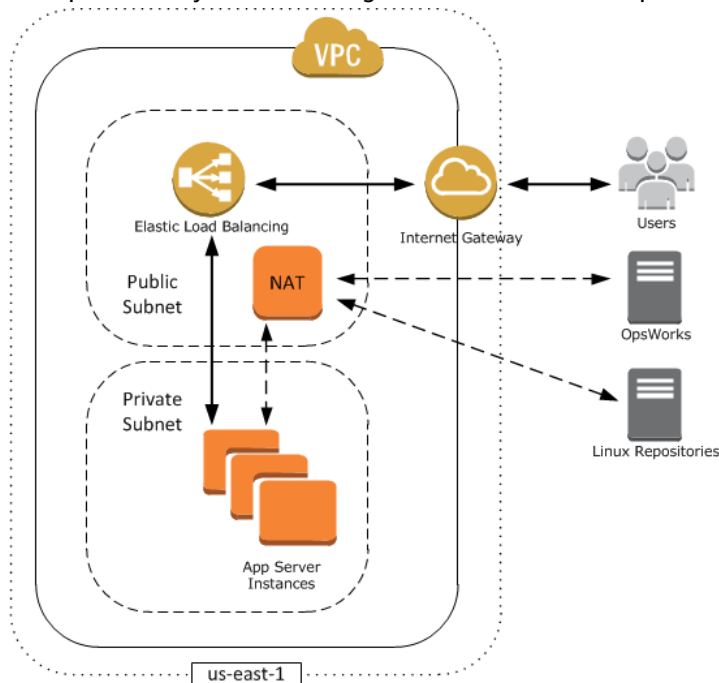 VPC
Elastic Load Balancing
Internet Gateway
Users
Public
Subnet
NAT
OpsWorks
Private
Subnet
Linux Repositories
App Server
Instances
us-east-1